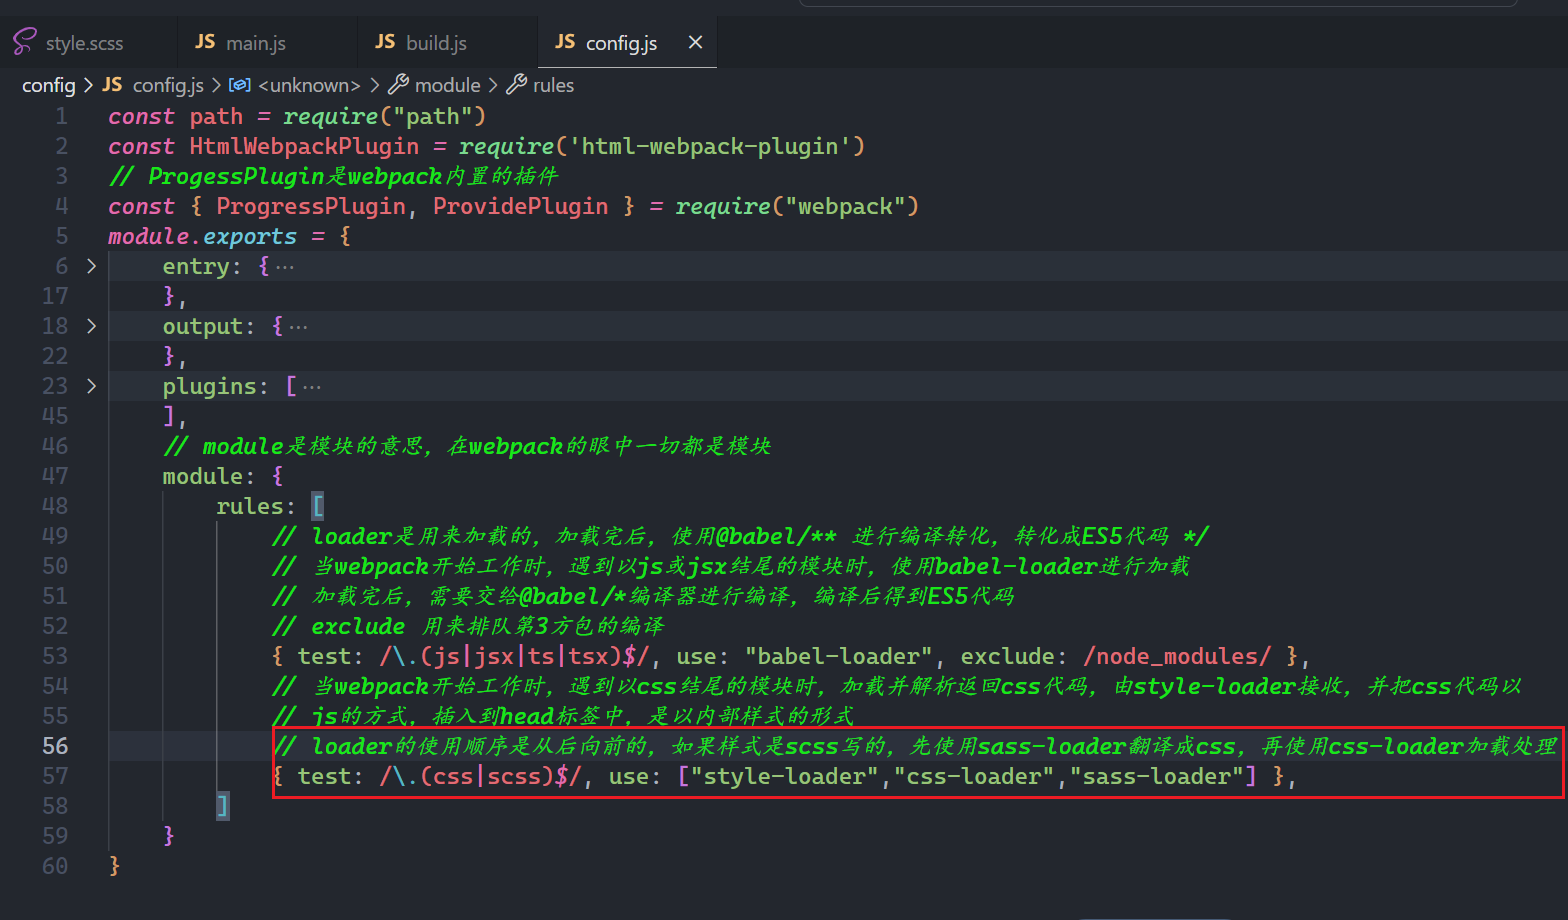 style.scss JS main.js JS build.js JS config.js ×
config > JS config.js > <unknown> > module > rules
1 const path = require("path")
2 const HtmlWebpackPlugin = require('html-webpack-plugin')
3 // ProgessPlugin是webpack内置的插件
4 const { ProgressPlugin, ProvidePlugin } = require("webpack")
5 module.exports = {
6 > entry: {···
17 },
18 > output: {···
22 },
23 > plugins: [···
45 ],
46 // module是模块的意思，在webpack的眼中一切都是模块
47 module: {
48 rules: [
49 // loader是用来加载的，加载完后，使用@babel/** 进行编译转化，转化成ES5代码 */
50 // 当webpack开始工作时，遇到以js或jsx结尾的模块时，使用babel-loader进行加载
51 // 加载完后，需要交给@babel/*编译器进行编译，编译后得到ES5代码
52 // exclude 用来排队第3方包的编译
53 { test: /\.(js|jsx|ts|tsx)$/, use: "babel-loader", exclude: /node_modules/ },
54 // 当webpack开始工作时，遇到以css结尾的模块时，加载并解析返回css代码，由style-loader接收，并把css代码以
55 // js的方式，插入到head标签中，是以内部样式的形式
56 // loader的使用顺序是从后向前的，如果样式是scss写的，先使用sass-loader翻译成css，再使用css-loader加载处理
57 { test: /\.(css|scss)$/, use: ["style-loader","css-loader","sass-loader"] },
58 ]
59 }
60 }